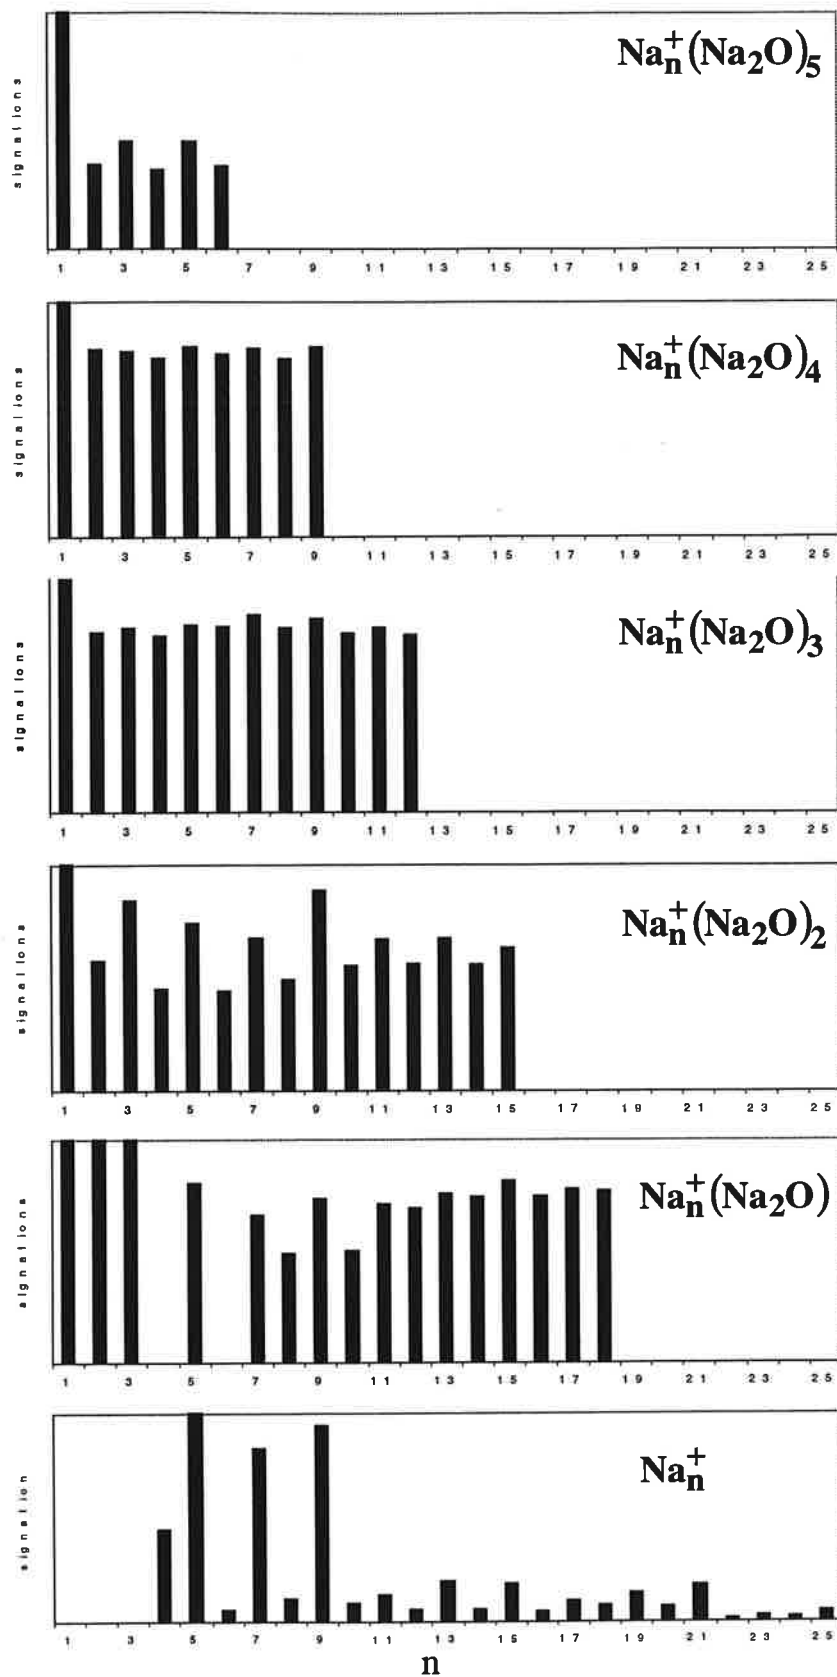 Na⁺ₙ(Na₂O)₅
signal ions
1 3 5 7 9 11 13 15 17 19 21 23 25
Na⁺ₙ(Na₂O)₄
signal ions
1 3 5 7 9 11 13 15 17 19 21 23 25
Na⁺ₙ(Na₂O)₃
signal ions
1 3 5 7 9 11 13 15 17 19 21 23 25
Na⁺ₙ(Na₂O)₂
signal ions
1 3 5 7 9 11 13 15 17 19 21 23 25
Na⁺ₙ(Na₂O)
signal ions
1 3 5 7 9 11 13 15 17 19 21 23 25
Na⁺ₙ
signal ion
1 3 5 7 9 11 13 15 17 19 21 23 25
n